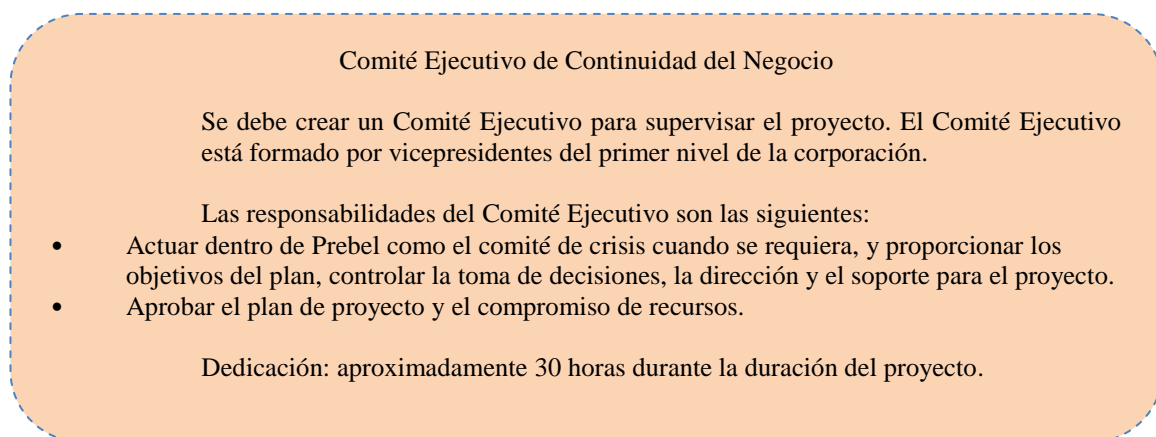 Comité Ejecutivo de Continuidad del Negocio
Se debe crear un Comité Ejecutivo para supervisar el proyecto. El Comité Ejecutivo
está formado por vicepresidentes del primer nivel de la corporación.
Las responsabilidades del Comité Ejecutivo son las siguientes:
• Actuar dentro de Prebel como el comité de crisis cuando se requiera, y proporcionar los
objetivos del plan, controlar la toma de decisiones, la dirección y el soporte para el proyecto.
• Aprobar el plan de proyecto y el compromiso de recursos.
Dedicación: aproximadamente 30 horas durante la duración del proyecto.